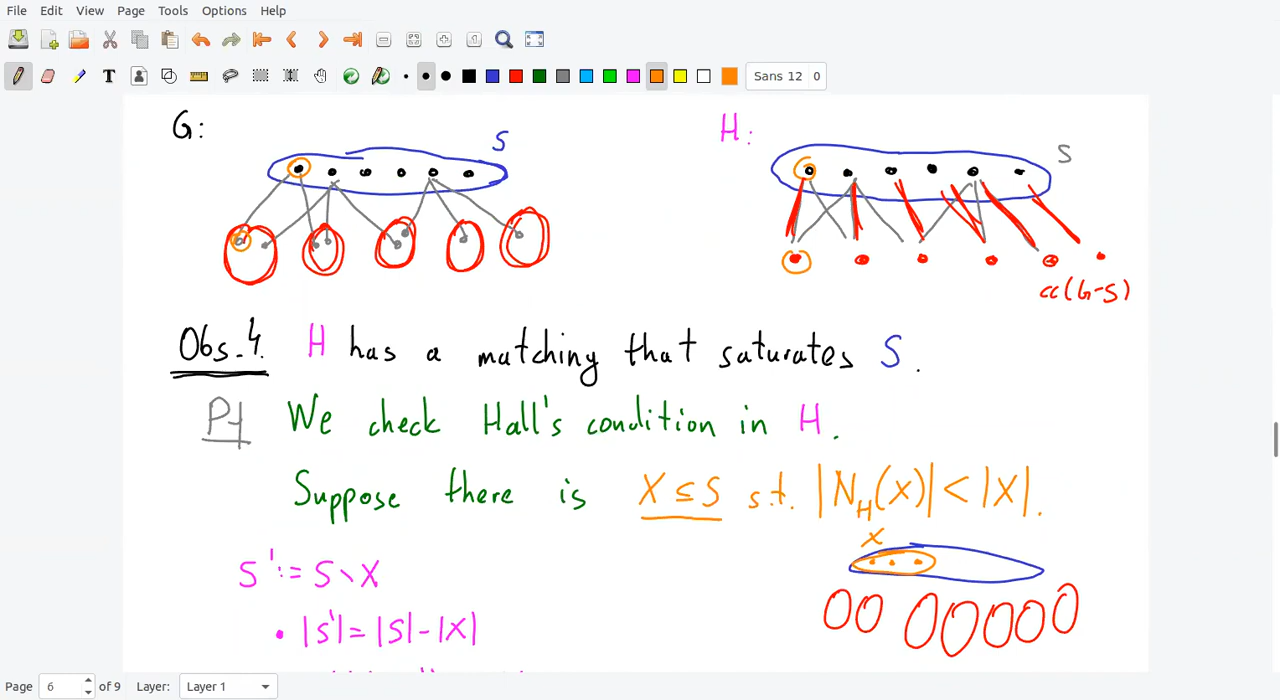 File Edit View Page Tools Options Help
Sans 12 0
G: S H: S
cc(G-S)
Obs. 4. H has a matching that saturates S.
Pf We check Hall's condition in H.
Suppose there is X ⊆ S s.t. |N_H(X)| < |X|.
X
S' := S \ X
• |S'| = |S| - |X|
Page 6 of 9 Layer: Layer 1